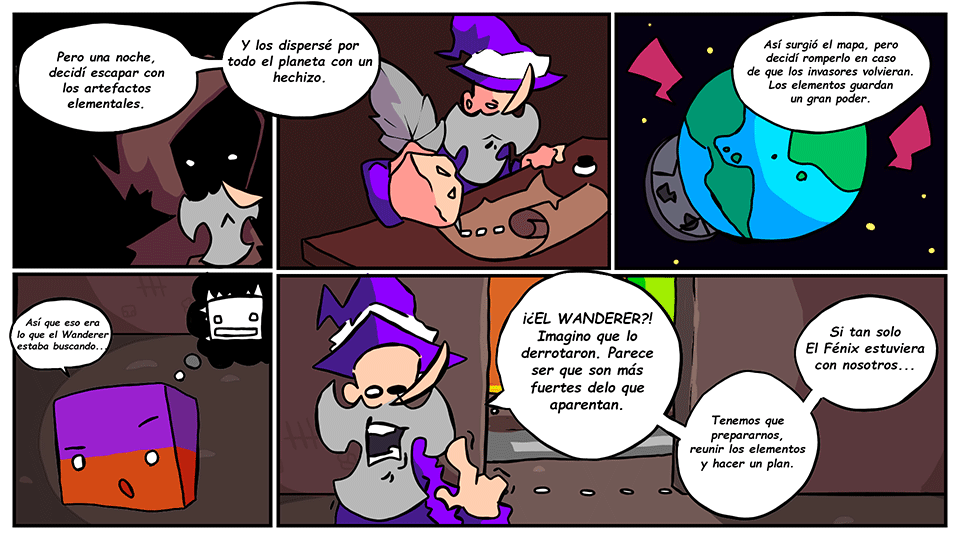 Pero una noche,
decidí escapar con
los artefactos
elementales.
Y los dispersé por
todo el planeta con un
hechizo.
Así surgió el mapa, pero
decidí romperlo en caso
de que los invasores volvieran.
Los elementos guardan
un gran poder.
Así que eso era
lo que el Wanderer
estaba buscando...
¡¿EL WANDERER?!
Imagino que lo
derrotaron. Parece
ser que son más
fuertes delo que
aparentan.
Tenemos que
prepararnos,
reunir los elementos
y hacer un plan.
Si tan solo
El Fénix estuviera
con nosotros...